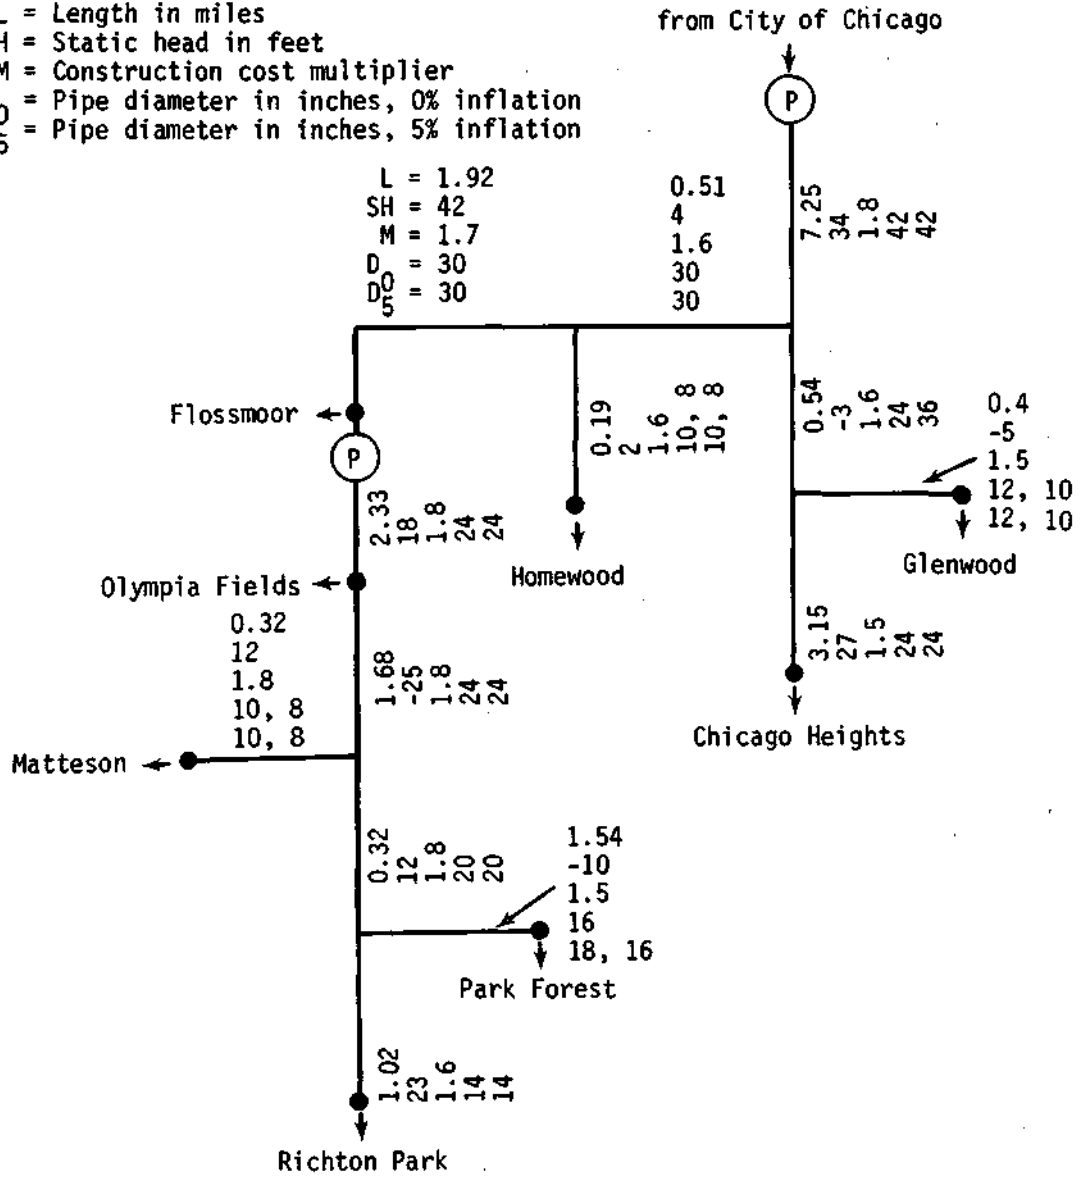 L = Length in miles
H = Static head in feet
M = Construction cost multiplier
0 = Pipe diameter in inches, 0% inflation
5 = Pipe diameter in inches, 5% inflation
from City of Chicago
P
7.25
34
1.8
42
42
L = 1.92
SH = 42
M = 1.7
D0 = 30
D5 = 30
0.51
4
1.6
30
30
Flossmoor
P
0.19
2
1.6
10, 8
10, 8
Homewood
0.54
-3
1.6
24
36
0.4
-5
1.5
12, 10
12, 10
Glenwood
2.33
18
1.8
24
24
Olympia Fields
3.15
27
1.5
24
24
Chicago Heights
0.32
12
1.8
10, 8
10, 8
Matteson
1.68
-25
1.8
24
24
0.32
12
1.8
20
20
1.54
-10
1.5
16
18, 16
Park Forest
1.02
23
1.6
14
14
Richton Park